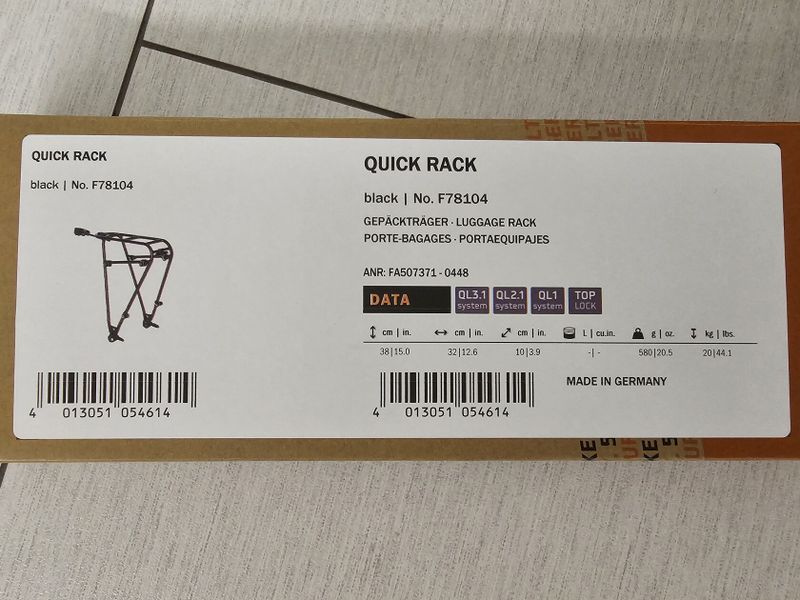 QUICK RACK
black | No. F78104
4 013051 054614
QUICK RACK
black | No. F78104
GEPÄCKTRÄGER · LUGGAGE RACK
PORTE-BAGAGES · PORTAEQUIPAJES
ANR: FA507371 - 0448
DATA QL3.1 system QL2.1 system QL1 system TOP LOCK
cm | in. cm | in. cm | in. L | cu.in. g | oz. kg | lbs.
38|15.0 32|12.6 10|3.9 -|- 580|20.5 20|44.1
4 013051 054614
MADE IN GERMANY